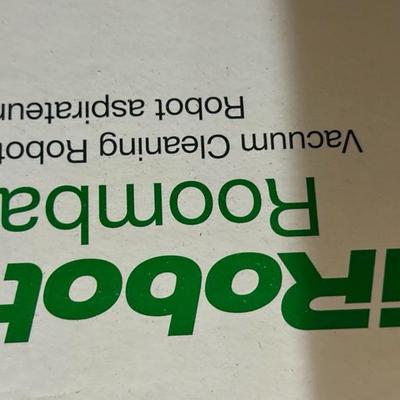 iRobot
Roomba
Vacuum Cleaning Robot
Robot aspirateur